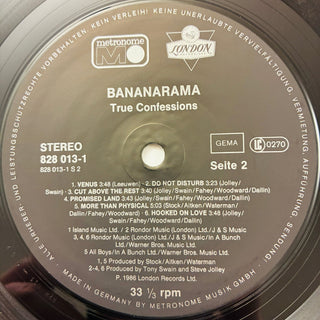 metronome
M
LONDON
BANANARAMA
True Confessions
STEREO
828 013-1
828 013-1 S 2
GEMA
LC 0270
Seite 2
1. VENUS 3:48 (Leeuwen) · 2. DO NOT DISTURB 3:23 (Jolley/
Swain) · 3. CUT ABOVE THE REST 3:40 (Jolley/Swain/Fahey/Woodward/Dallin)
4. PROMISED LAND 3:30 (Jolley/Swain/Fahey/Woodward/Dallin)
5. MORE THAN PHYSICAL 5:03 (Stock/Aitken/Waterman/
Dallin/Fahey/Woodward) · 6. HOOKED ON LOVE 3:48 (Jolley/
Swain/Fahey/Woodward/Dallin)
1 Island Music Ltd. / 2 Rondor Music (London) Ltd. / J & S Music
3, 4, 6 Rondor Music (London) Ltd./J & S Music/In A Bunch
Ltd./Warner Bros. Music Ltd.
5 All Boys/In A Bunch Ltd./Warner Bros. Music Ltd.
1, 5 Produced by Stock/Aitken/Waterman
2-4, 6 Produced by Tony Swain and Steve Jolley
℗ 1986 London Records Ltd.
33 ⅓ rpm
MADE IN GERMANY BY METRONOME MUSIK GMBH
ALLE URHEBER- UND LEISTUNGSSCHUTZRECHTE VORBEHALTEN. KEIN VERLEIH! KEINE UNERLAUBTE VERVIELFÄLTIGUNG, VERMIETUNG, AUFFÜHRUNG, SENDUNG!